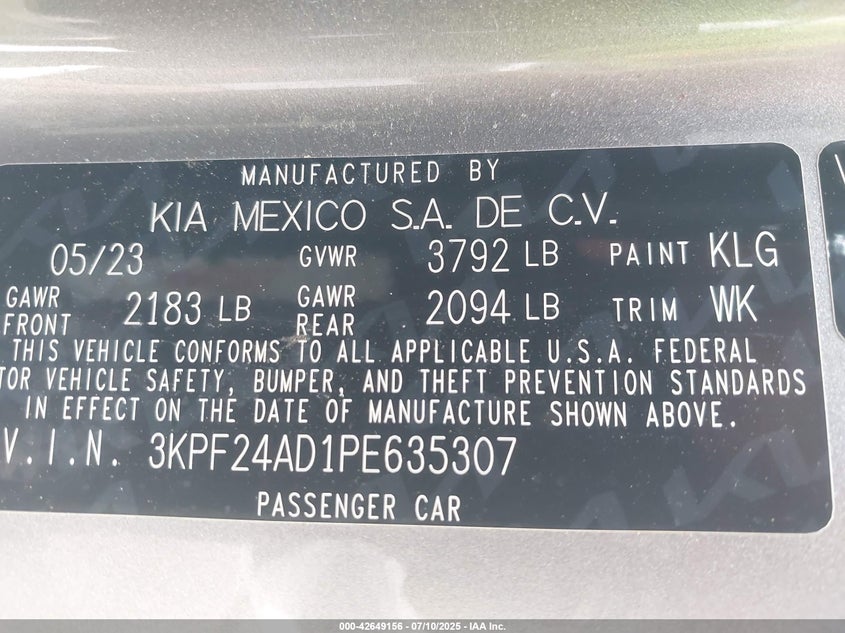 MANUFACTURED BY
KIA MEXICO S.A. DE C.V.
05/23 GVWR 3792 LB PAINT KLG
GAWR FRONT 2183 LB GAWR REAR 2094 LB TRIM WK
THIS VEHICLE CONFORMS TO ALL APPLICABLE U.S.A. FEDERAL
TOR VEHICLE SAFETY, BUMPER, AND THEFT PREVENTION STANDARDS
IN EFFECT ON THE DATE OF MANUFACTURE SHOWN ABOVE.
V.I.N. 3KPF24AD1PE635307
PASSENGER CAR
000-42649156 - 07/10/2025 - IAA Inc.